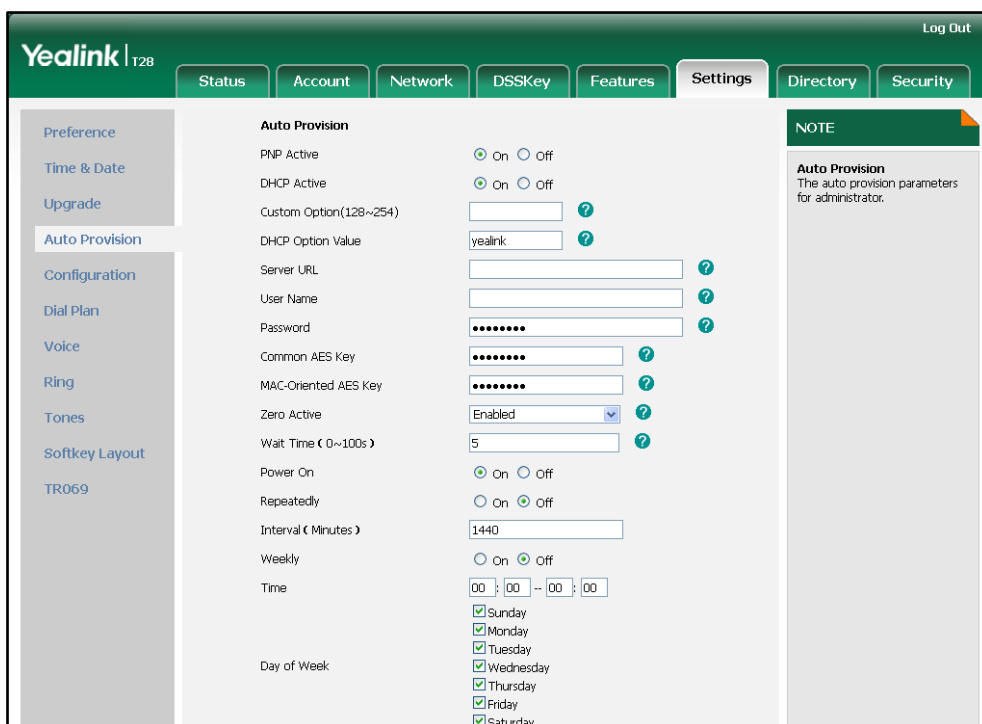 Log Out
Yealink T28
Status Account Network DSSKey Features Settings Directory Security
Preference
Time & Date
Upgrade
Auto Provision
Configuration
Dial Plan
Voice
Ring
Tones
Softkey Layout
TR069
Auto Provision
PNP Active On Off
DHCP Active On Off
Custom Option(128~254) ?
DHCP Option Value yealink ?
Server URL ?
User Name ?
Password •••••••• ?
Common AES Key •••••••• ?
MAC-Oriented AES Key •••••••• ?
Zero Active Enabled ?
Wait Time ( 0~100s ) 5 ?
Power On On Off
Repeatedly On Off
Interval ( Minutes ) 1440
Weekly On Off
Time 00 : 00 -- 00 : 00
Day of Week
Sunday
Monday
Tuesday
Wednesday
Thursday
Friday
Saturday
NOTE
Auto Provision
The auto provision parameters
for administrator.